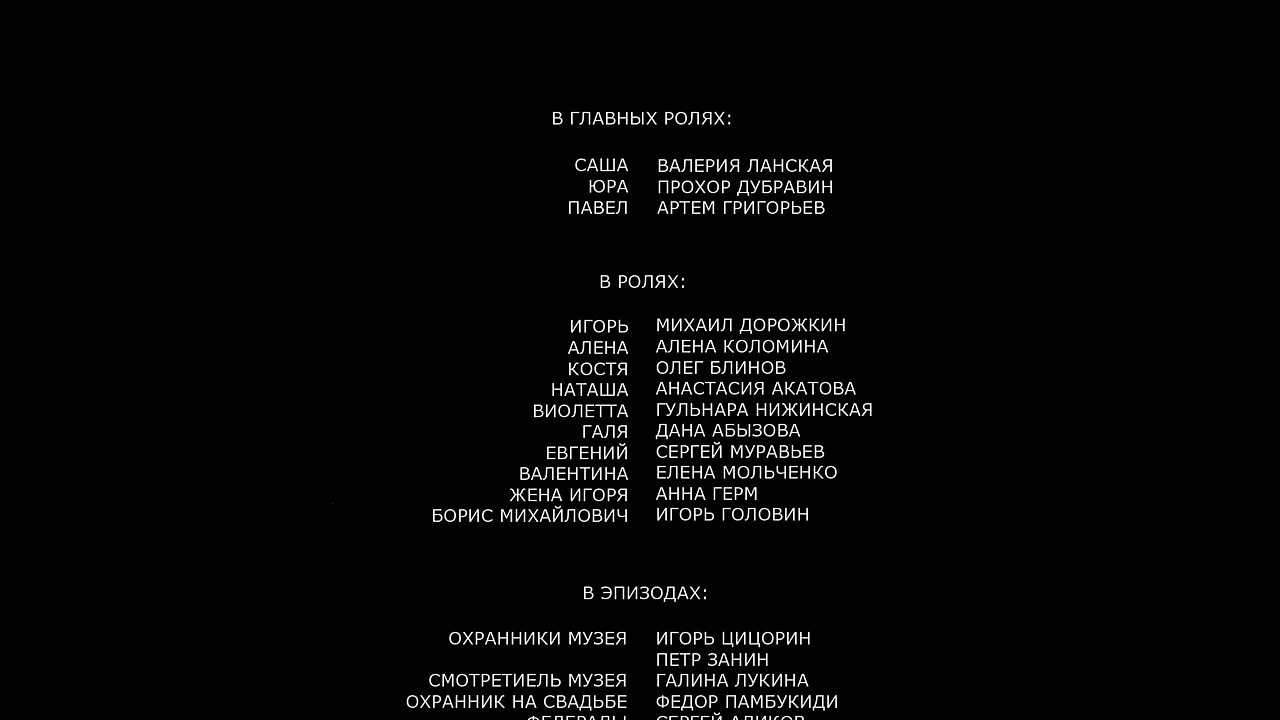 В ГЛАВНЫХ РОЛЯХ:
САША ВАЛЕРИЯ ЛАНСКАЯ
ЮРА ПРОХОР ДУБРАВИН
ПАВЕЛ АРТЕМ ГРИГОРЬЕВ
В РОЛЯХ:
ИГОРЬ МИХАИЛ ДОРОЖКИН
АЛЕНА АЛЕНА КОЛОМИНА
КОСТЯ ОЛЕГ БЛИНОВ
НАТАША АНАСТАСИЯ АКАТОВА
ВИОЛЕТТА ГУЛЬНАРА НИЖИНСКАЯ
ГАЛЯ ДАНА АБЫЗОВА
ЕВГЕНИЙ СЕРГЕЙ МУРАВЬЕВ
ВАЛЕНТИНА ЕЛЕНА МОЛЬЧЕНКО
ЖЕНА ИГОРЯ АННА ГЕРМ
БОРИС МИХАЙЛОВИЧ ИГОРЬ ГОЛОВИН
В ЭПИЗОДАХ:
ОХРАННИКИ МУЗЕЯ ИГОРЬ ЦИЦОРИН
ПЕТР ЗАНИН
СМОТРЕТИЕЛЬ МУЗЕЯ ГАЛИНА ЛУКИНА
ОХРАННИК НА СВАДЬБЕ ФЕДОР ПАМБУКИДИ
СЕРГЕЙ